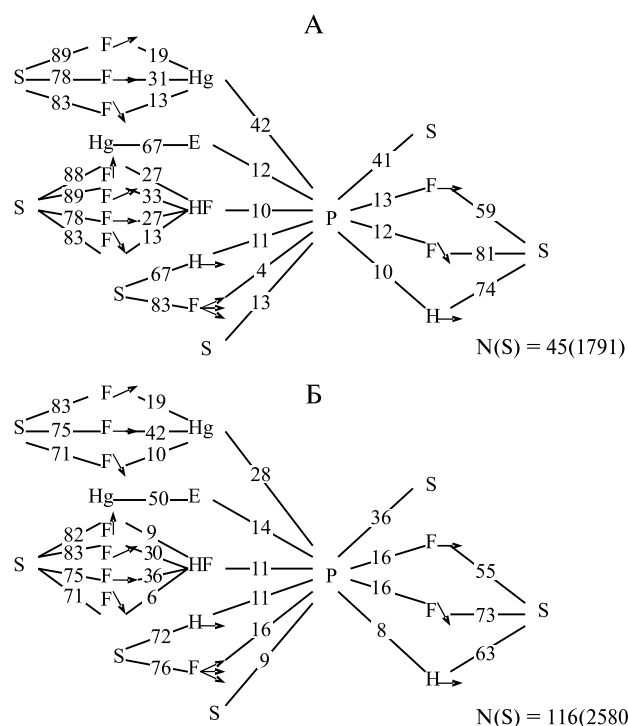 А
89 F 19
S 78 F 31 Hg
83 F 13
42 S
Hg 67 E 41
12 F
88 F 27 13
89 F 33 59
S 78 F 27 HF 10 P
83 F 13 12 F 81 S
11
67 H 4 10 74
S 83 F 13 H
S
N(S) = 45(1791)
Б
83 F 19
S 75 F 42 Hg
71 F 10
28 S
Hg 50 E 36
14 F
82 F 9 16
83 F 30 55
S 75 F 36 HF 11 P
71 F 6 16 F 73 S
11
72 H 16 8 63
S 76 F 9 H
S
N(S) = 116(2580